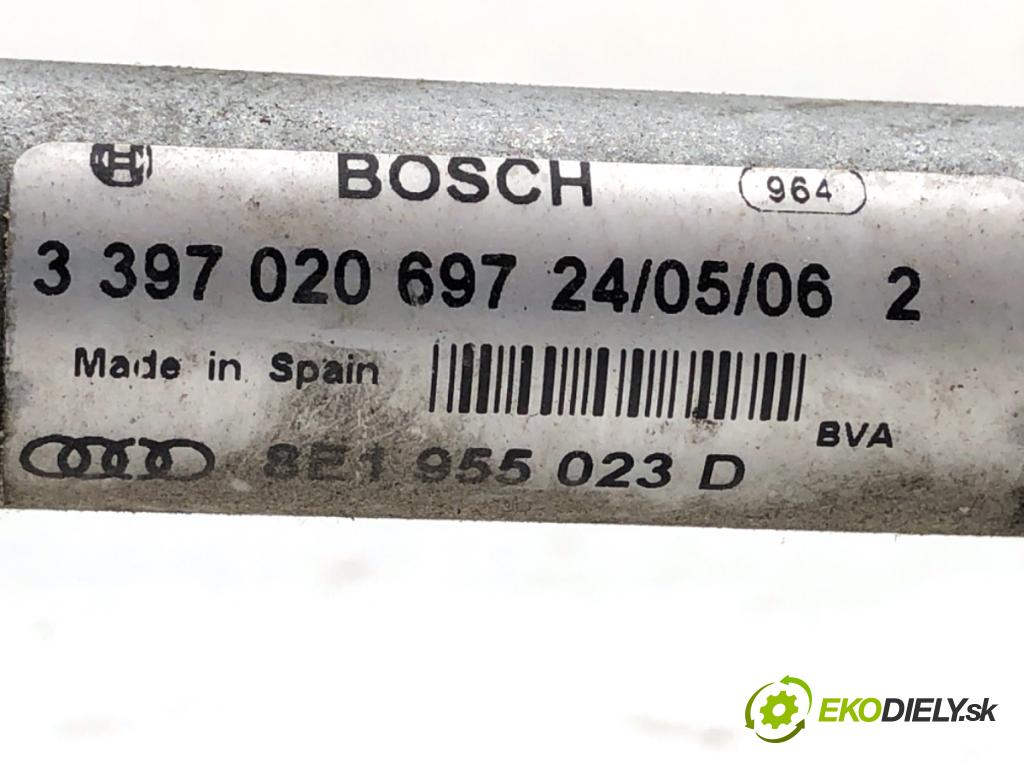 BOSCH 964
3 397 020 697 24/05/06 2
Made in Spain
BVA
8E1 955 023 D
EKODIELY.sk